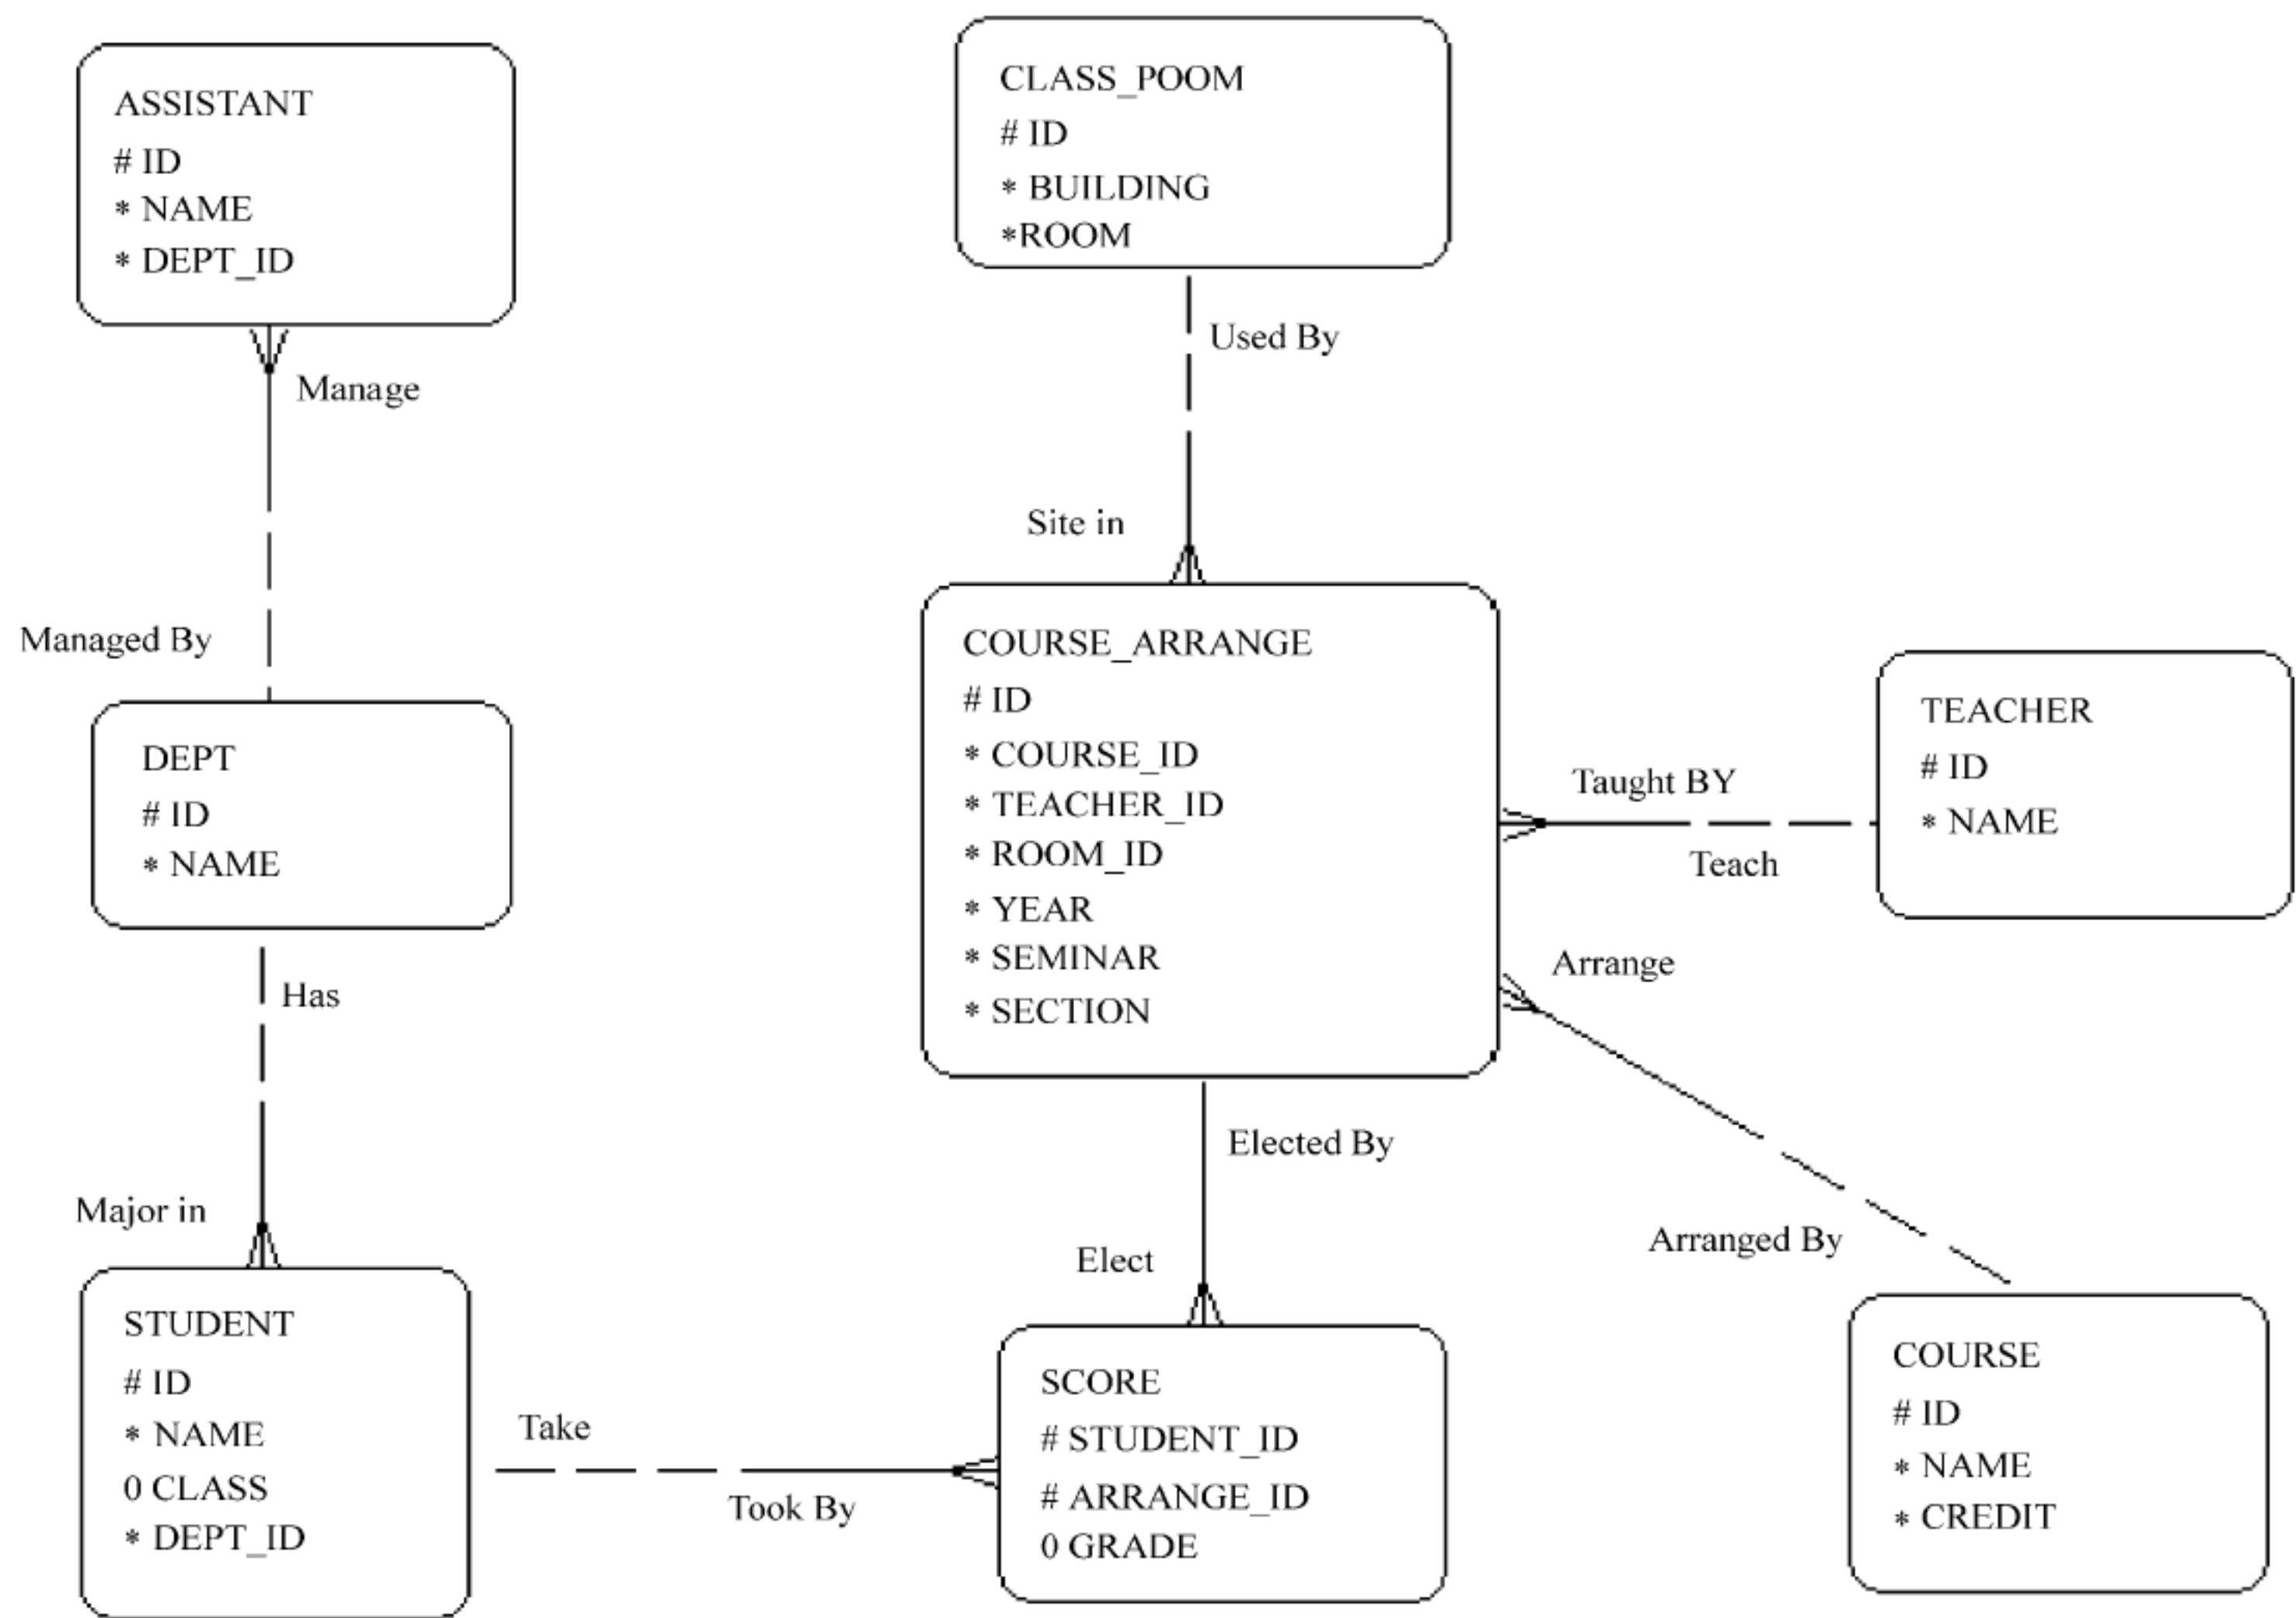 ASSISTANT
# ID
* NAME
* DEPT_ID
CLASS_POOM
# ID
* BUILDING
*ROOM
Manage
Used By
Managed By
Site in
DEPT
# ID
* NAME
COURSE_ARRANGE
# ID
* COURSE_ID
* TEACHER_ID
* ROOM_ID
* YEAR
* SEMINAR
* SECTION
Taught BY
Teach
TEACHER
# ID
* NAME
Has
Major in
Arrange
Arranged By
Elected By
Elect
STUDENT
# ID
* NAME
0 CLASS
* DEPT_ID
Take
Took By
SCORE
# STUDENT_ID
# ARRANGE_ID
0 GRADE
COURSE
# ID
* NAME
* CREDIT